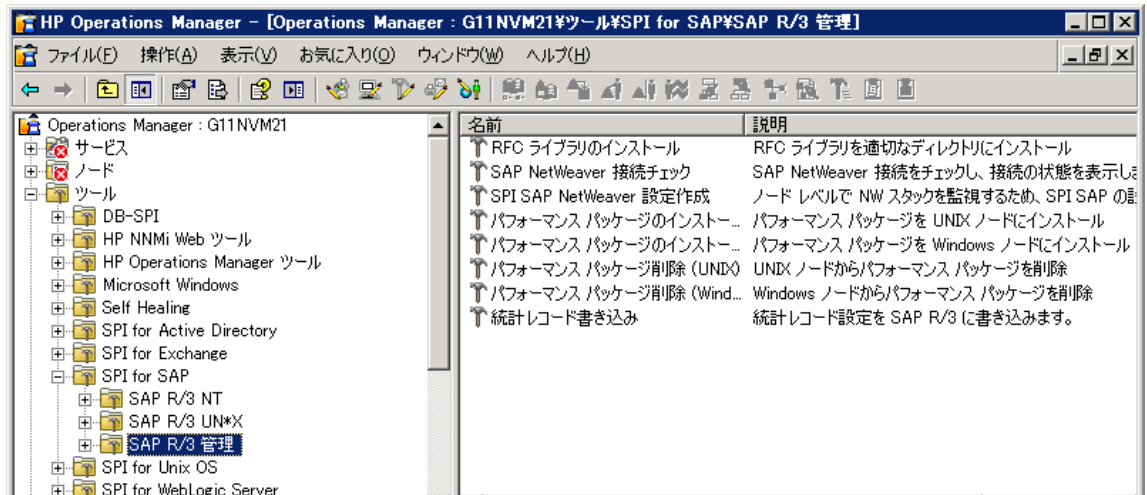 HP Operations Manager - [Operations Manager : G11NVM21¥ツール¥SPI for SAP¥SAP R/3 管理]
ファイル(F) 操作(A) 表示(V) お気に入り(O) ウィンドウ(W) ヘルプ(H)
Operations Manager : G11NVM21
サービス
ノード
ツール
DB-SPI
HP NNMi Web ツール
HP Operations Manager ツール
Microsoft Windows
Self Healing
SPI for Active Directory
SPI for Exchange
SPI for SAP
SAP R/3 NT
SAP R/3 UN*X
SAP R/3 管理
SPI for Unix OS
SPI for WebLogic Server
名前 説明
RFC ライブラリのインストール RFC ライブラリを適切なディレクトリにインストール
SAP NetWeaver 接続チェック SAP NetWeaver 接続をチェックし、接続の状態を表示しま
SPI SAP NetWeaver 設定作成 ノード レベルで NW スタックを監視するため、SPI SAP の
パフォーマンス パッケージのインストー... パフォーマンス パッケージを UNIX ノードにインストール
パフォーマンス パッケージのインストー... パフォーマンス パッケージを Windows ノードにインストール
パフォーマンス パッケージ削除 (UNIX) UNIX ノードからパフォーマンス パッケージを削除
パフォーマンス パッケージ削除 (Wind... Windows ノードからパフォーマンス パッケージを削除
統計レコード書き込み 統計レコード設定を SAP R/3 に書き込みます。